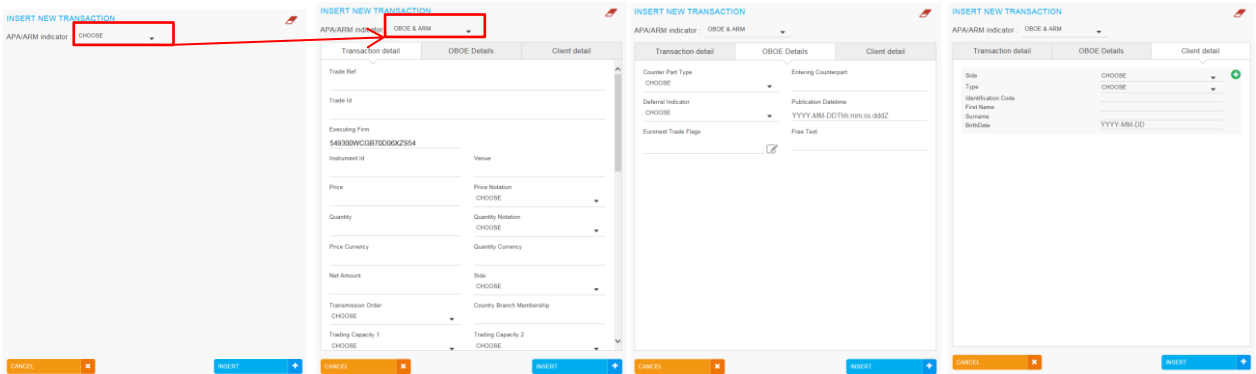 INSERT NEW TRANSACTION
APA/ARM indicator : CHOOSE
CANCEL
INSERT
INSERT NEW TRANSACTION
APA/ARM indicator : OBOE & ARM
Transaction detail OBOE Details Client detail
Trade Ref
Trade Id
Executing Firm
549300WCGB70D06XZS54
Instrument Id Venue
Price Price Notation
CHOOSE
Quantity Quantity Notation
CHOOSE
Price Currency Quantity Currency
Net Amount Side
CHOOSE
Transmission Order Country Branch Membership
CHOOSE
Trading Capacity 1 Trading Capacity 2
CHOOSE CHOOSE
CANCEL INSERT
INSERT NEW TRANSACTION
APA/ARM indicator : OBOE & ARM
Transaction detail OBOE Details Client detail
Counter Part Type Entering Counterpart
CHOOSE
Deferral Indicator Publication Datetime
CHOOSE YYYY-MM-DDThh:mm:ss.dddZ
Euronext Trade Flags Free Text
CANCEL INSERT
INSERT NEW TRANSACTION
APA/ARM indicator : OBOE & ARM
Transaction detail OBOE Details Client detail
Side CHOOSE
Type CHOOSE
Identification Code
First Name
Surname
BirthDate YYYY-MM-DD
CANCEL INSERT